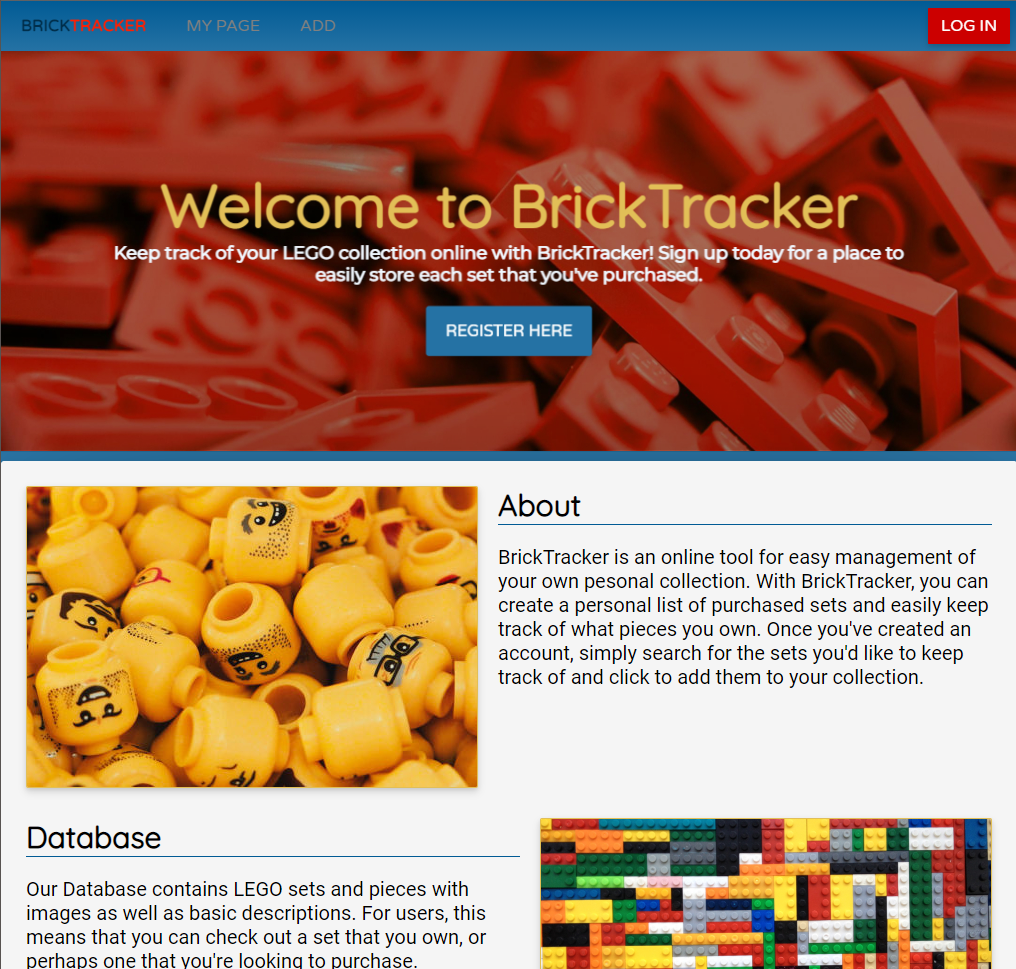 BRICKTRACKER MY PAGE ADD LOG IN
Welcome to BrickTracker
Keep track of your LEGO collection online with BrickTracker! Sign up today for a place to
easily store each set that you've purchased.
REGISTER HERE
About
BrickTracker is an online tool for easy management of
your own pesonal collection. With BrickTracker, you can
create a personal list of purchased sets and easily keep
track of what pieces you own. Once you've created an
account, simply search for the sets you'd like to keep
track of and click to add them to your collection.
Database
Our Database contains LEGO sets and pieces with
images as well as basic descriptions. For users, this
means that you can check out a set that you own, or
perhaps one that you're looking to purchase.